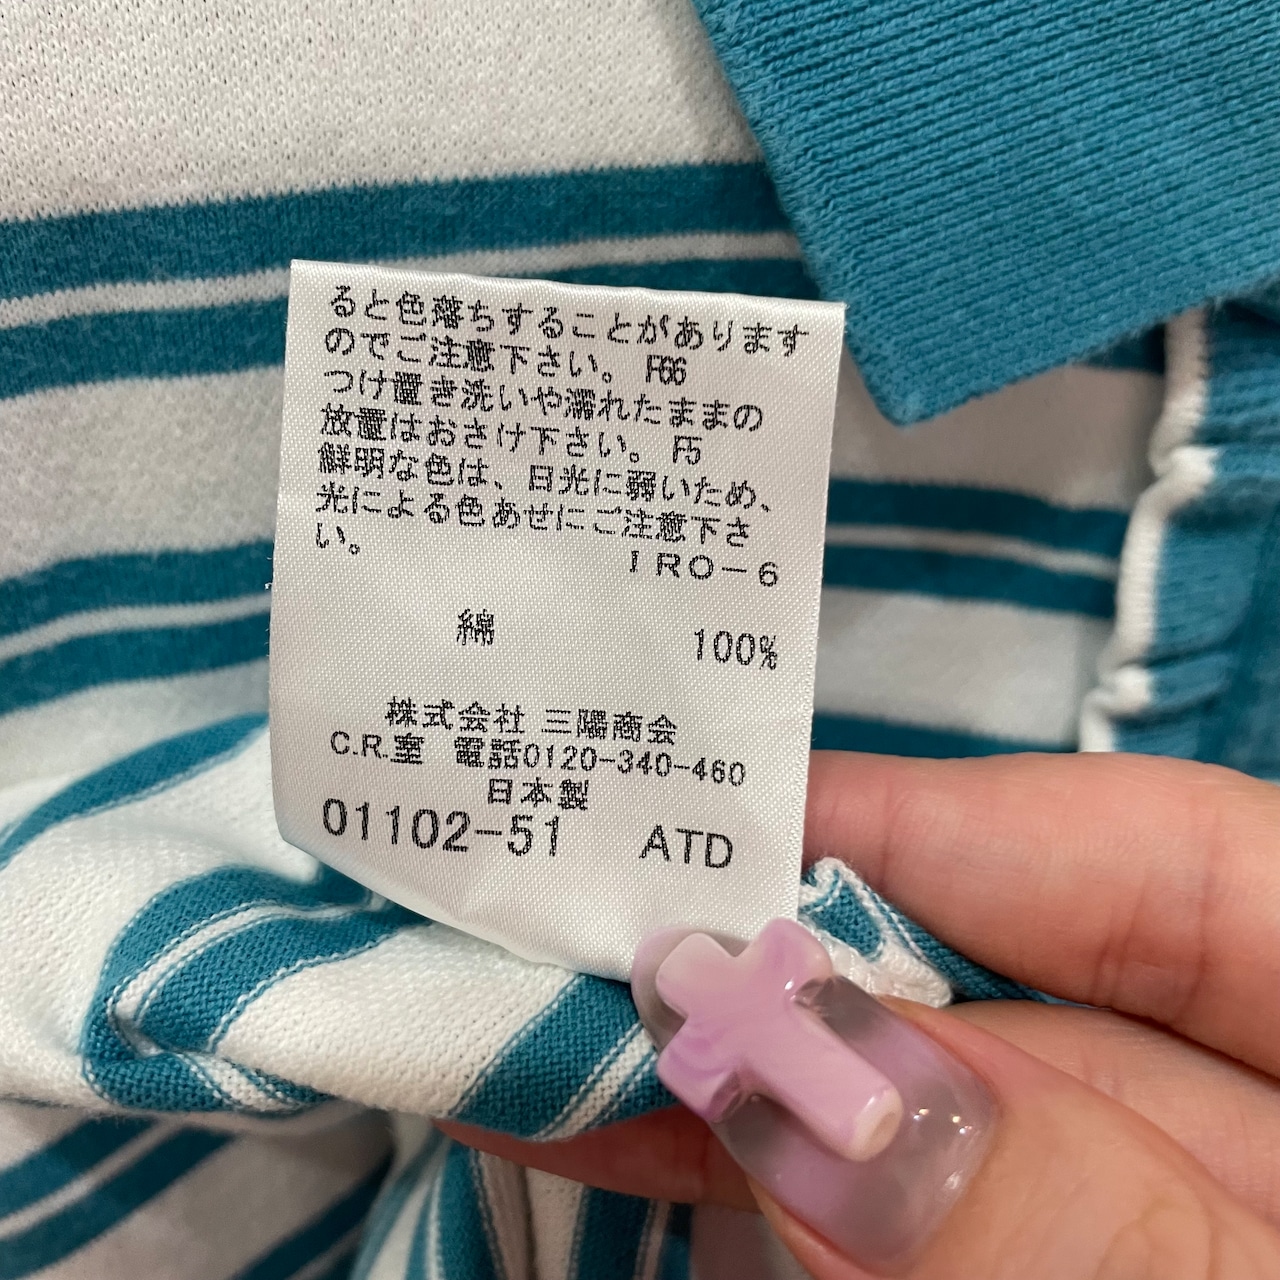 ると色落ちすることがあります
のでご注意下さい。 F66
つけ置き洗いや濡れたままの
放置はおさけ下さい。 F5
鮮明な色は、日光に弱いため、
光による色あせにご注意下さ
い。
IRO-6
綿 100%
株式会社 三陽商会
C.R.室 電話0120-340-460
日本製
01102-51 ATD